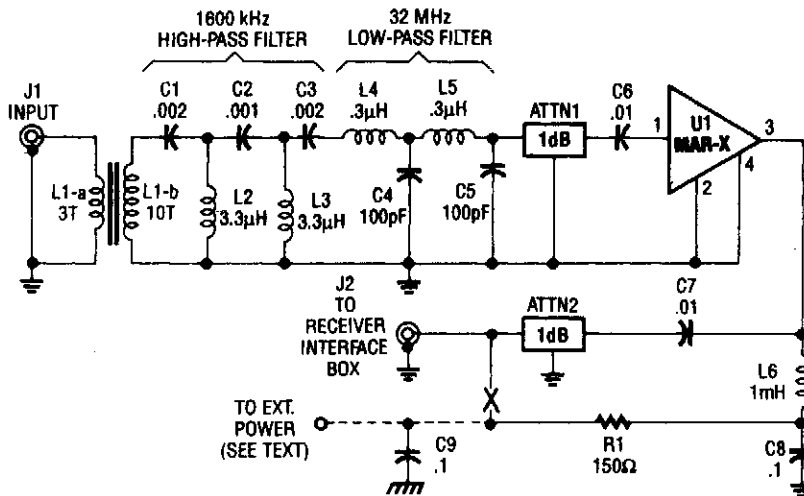 1600 kHz
HIGH-PASS FILTER
32 MHz
LOW-PASS FILTER
J1
INPUT
C1
.002
C2
.001
C3
.002
L4
.3μH
L5
.3μH
ATTN1
1dB
C6
.01
1
U1
MAR-X
3
2
4
L1-a
3T
L1-b
10T
L2
3.3μH
L3
3.3μH
C4
100pF
C5
100pF
J2
TO
RECEIVER
INTERFACE
BOX
ATTN2
1dB
C7
.01
L6
1mH
X
TO EXT.
POWER
(SEE TEXT)
C9
.1
R1
150Ω
C8
.1